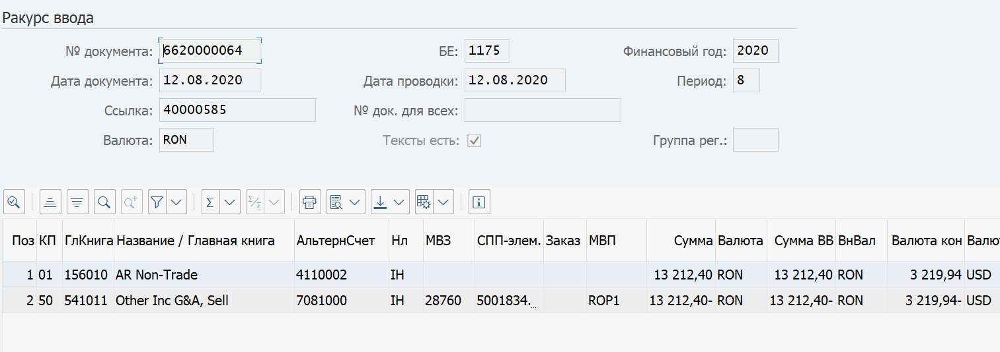 Ракурс ввода
№ документа: 6620000064 БЕ: 1175 Финансовый год: 2020
Дата документа: 12.08.2020 Дата проводки: 12.08.2020 Период: 8
Ссылка: 40000585 № док. для всех:
Валюта: RON Тексты есть: Группа рег.:
Поз КП ГлКнига Название / Главная книга АльтернСчет Нл МВЗ СПП-элем. Заказ МВП Сумма Валюта Сумма ВВ ВнВал Валюта кон Валю
1 01 156010 AR Non-Trade 4110002 IH 13 212,40 RON 13 212,40 RON 3 219,94 USD
2 50 541011 Other Inc G&A, Sell 7081000 IH 28760 5001834... ROP1 13 212,40- RON 13 212,40- RON 3 219,94- USD